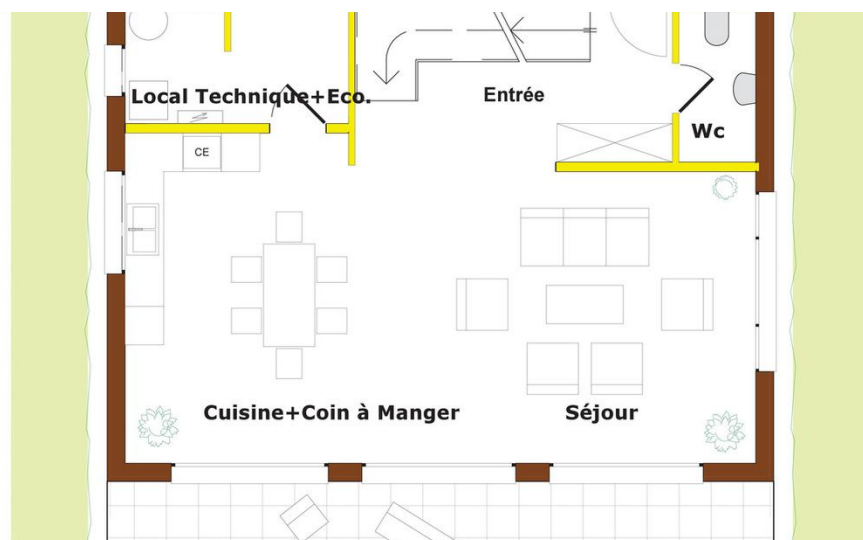 Local Technique+Eco.
Entrée
Wc
CE
Cuisine+Coin à Manger
Séjour